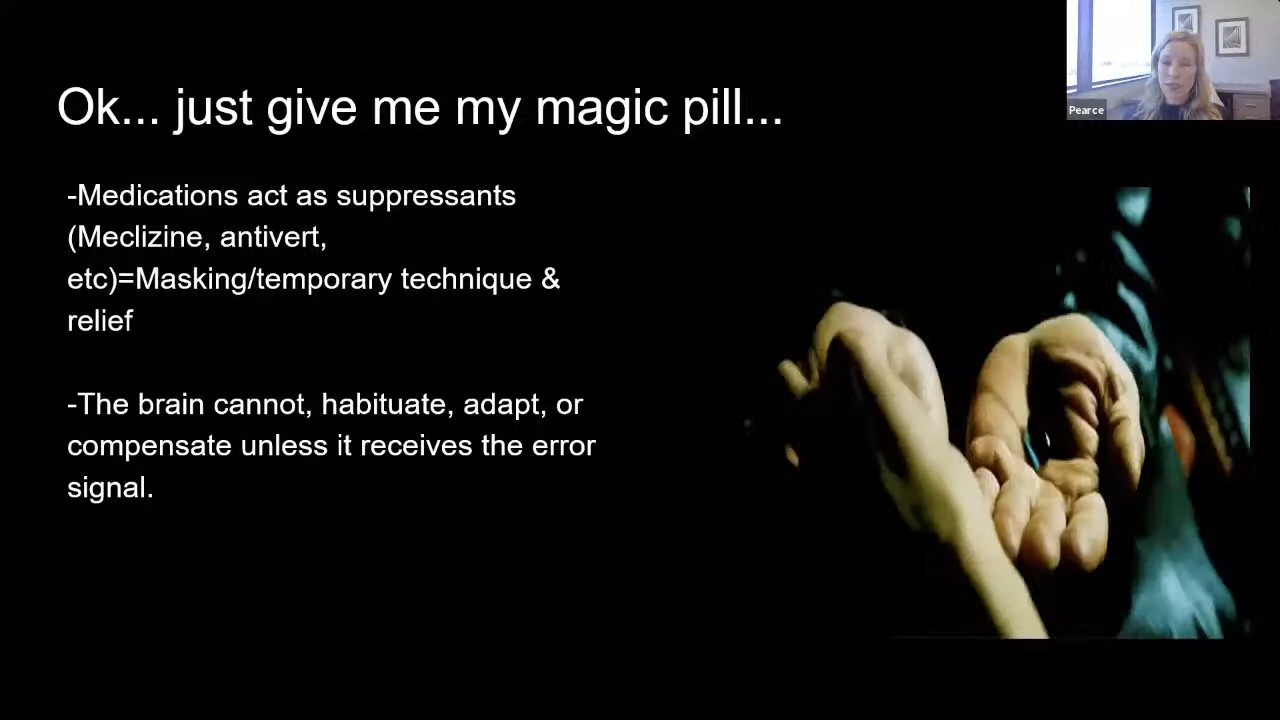 Ok... just give me my magic pill...
Pearce
-Medications act as suppressants
(Meclizine, antivert,
etc)=Masking/temporary technique &
relief
-The brain cannot, habituate, adapt, or
compensate unless it receives the error
signal.